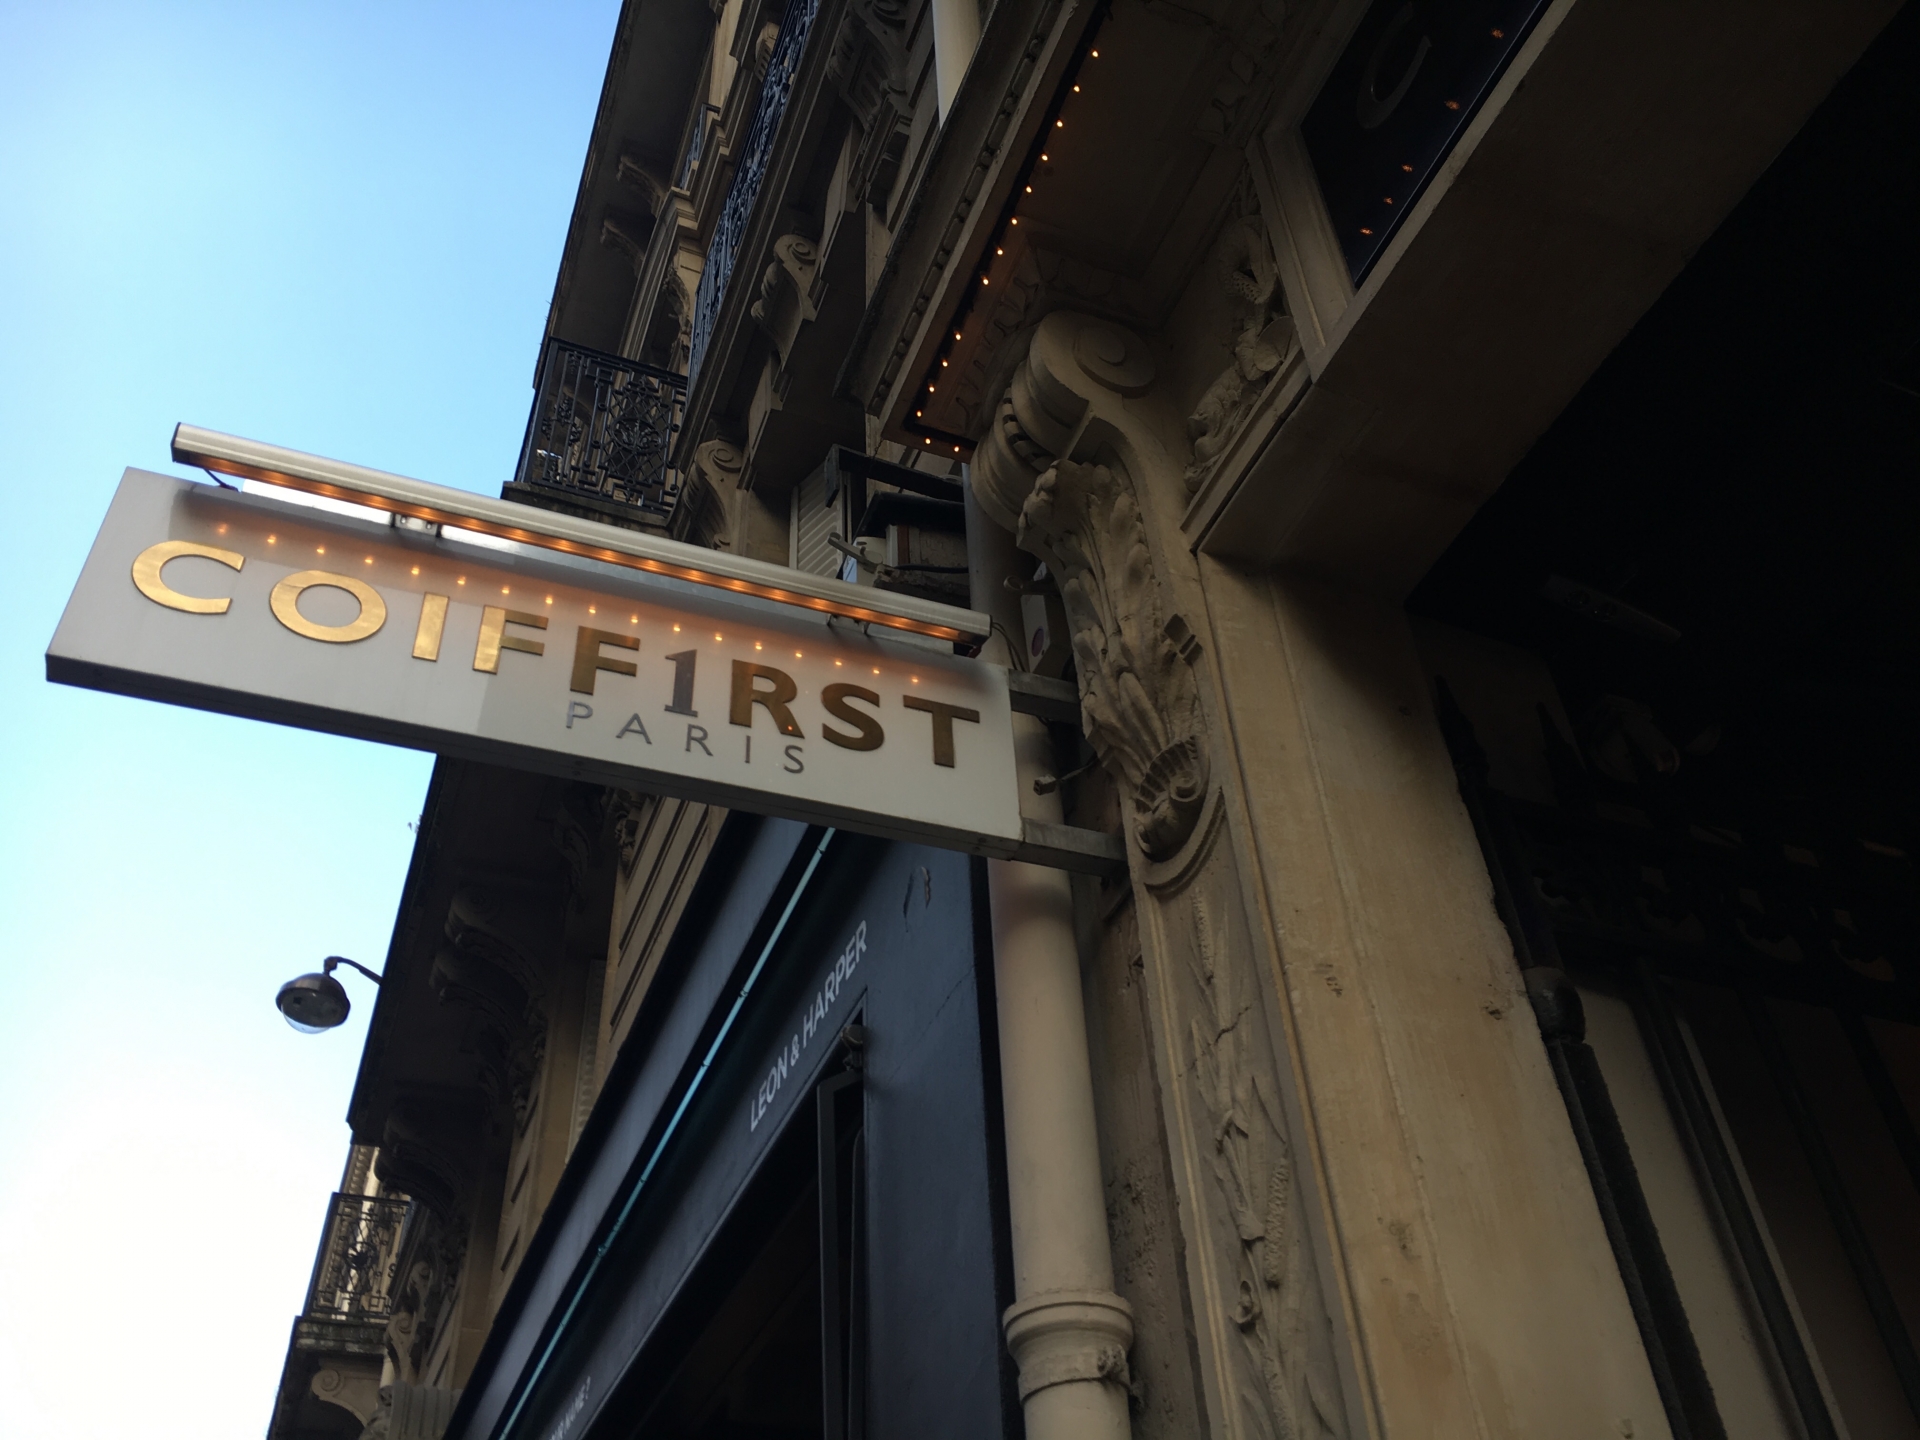 COIFF1RST
PARIS
LEON & HARPER